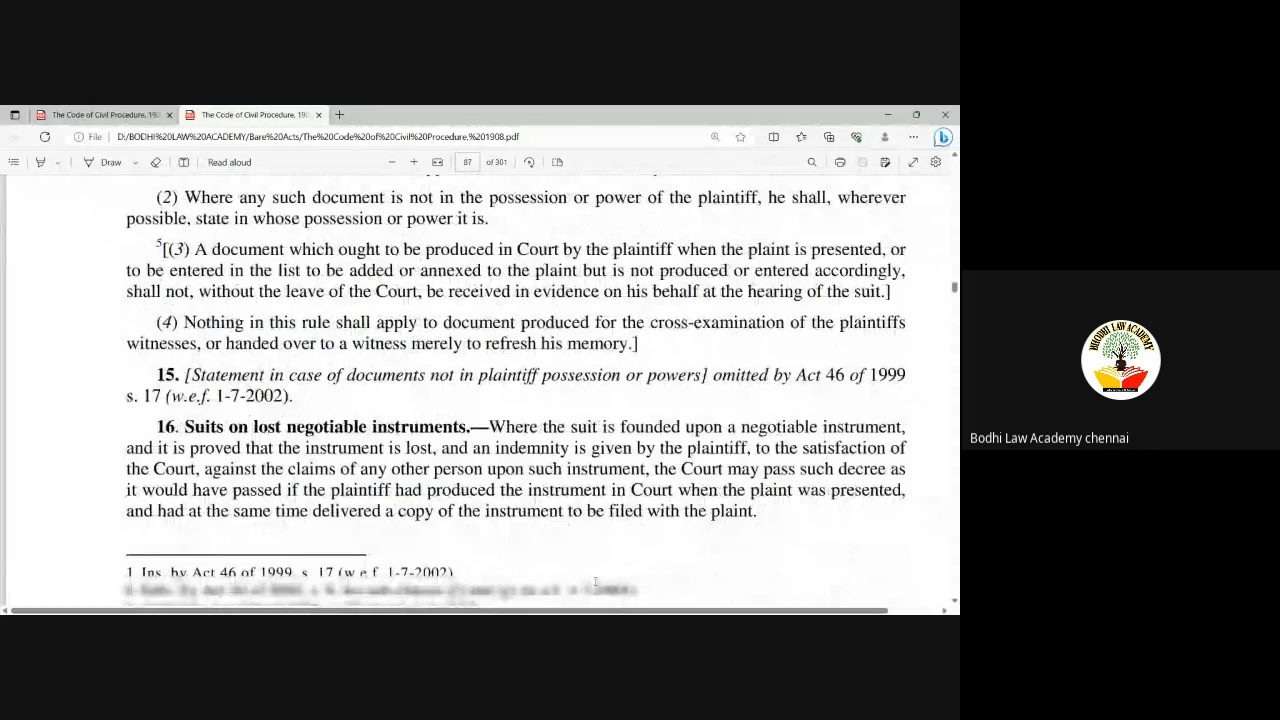 The Code of Civil Procedure, 190
The Code of Civil Procedure, 190
File
D:/BODHI%20LAW%20ACADEMY/Bare%20Acts/The%20Code%20of%20Civil%20Procedure,%201908.pdf
Draw
Read aloud
87
of 301
(2) Where any such document is not in the possession or power of the plaintiff, he shall, wherever
possible, state in whose possession or power it is.
5[(3) A document which ought to be produced in Court by the plaintiff when the plaint is presented, or
to be entered in the list to be added or annexed to the plaint but is not produced or entered accordingly,
shall not, without the leave of the Court, be received in evidence on his behalf at the hearing of the suit.]
(4) Nothing in this rule shall apply to document produced for the cross-examination of the plaintiffs
witnesses, or handed over to a witness merely to refresh his memory.]
15. [Statement in case of documents not in plaintiff possession or powers] omitted by Act 46 of 1999
s. 17 (w.e.f. 1-7-2002).
16. Suits on lost negotiable instruments.—Where the suit is founded upon a negotiable instrument,
and it is proved that the instrument is lost, and an indemnity is given by the plaintiff, to the satisfaction of
the Court, against the claims of any other person upon such instrument, the Court may pass such decree as
it would have passed if the plaintiff had produced the instrument in Court when the plaint was presented,
and had at the same time delivered a copy of the instrument to be filed with the plaint.
1. Ins. by Act 46 of 1999, s. 17 (w.e.f. 1-7-2002)
BHODHI LAW ACADEMY
Bodhi Law Academy chennai